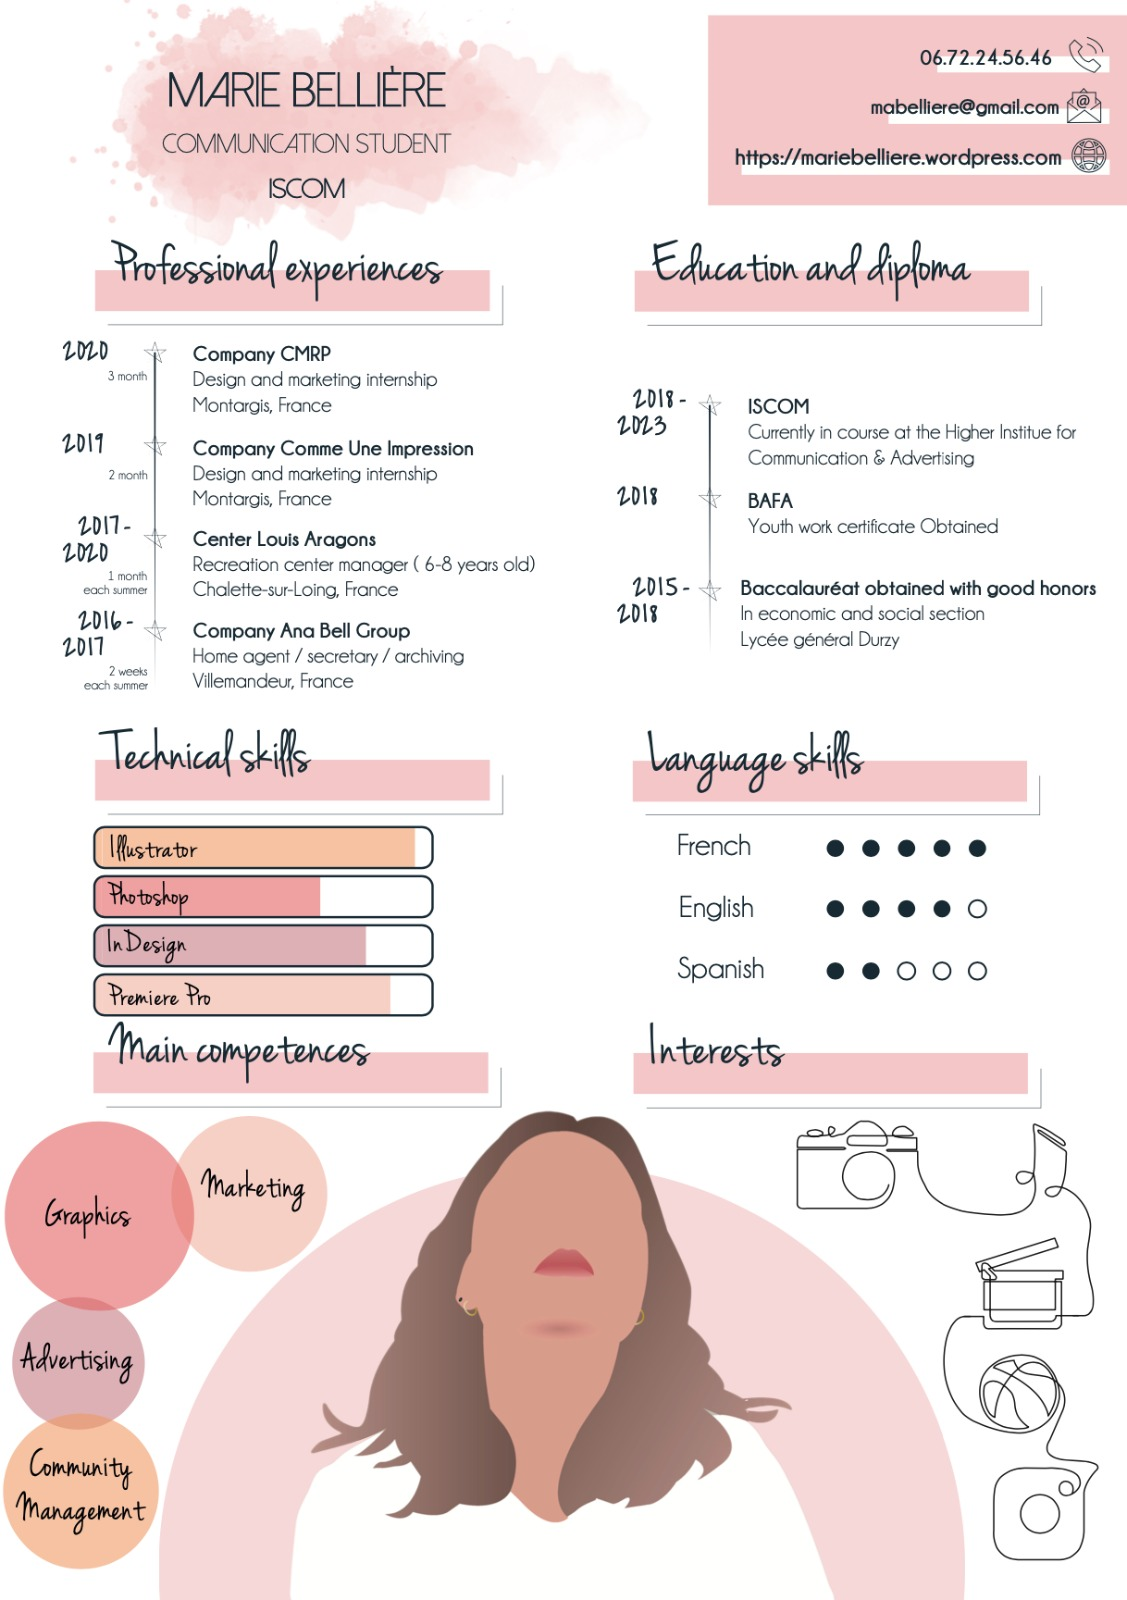 MARIE BELLIÈRE
COMMUNICATION STUDENT
ISCOM
06.72.24.56.46
mabelliere@gmail.com
https://mariebelliere.wordpress.com
Professional experiences
2020
3 month
Company CMRP
Design and marketing internship
Montargis, France
2019
2 month
Company Comme Une Impression
Design and marketing internship
Montargis, France
2017-
2020
1 month
each summer
Center Louis Aragons
Recreation center manager ( 6-8 years old)
Chalette-sur-Loing, France
2016-
2017
2 weeks
each summer
Company Ana Bell Group
Home agent / secretary / archiving
Villemandeur, France
Education and diploma
2018-
2023
ISCOM
Currently in course at the Higher Institue for
Communication & Advertising
2018
BAFA
Youth work certificate Obtained
2015-
2018
Baccalauréat obtained with good honors
In economic and social section
Lycée général Durzy
Technical skills
Illustrator
Photoshop
InDesign
Premiere Pro
Language skills
French
English
Spanish
Main competences
Graphics
Marketing
Advertising
Community
Management
Interests